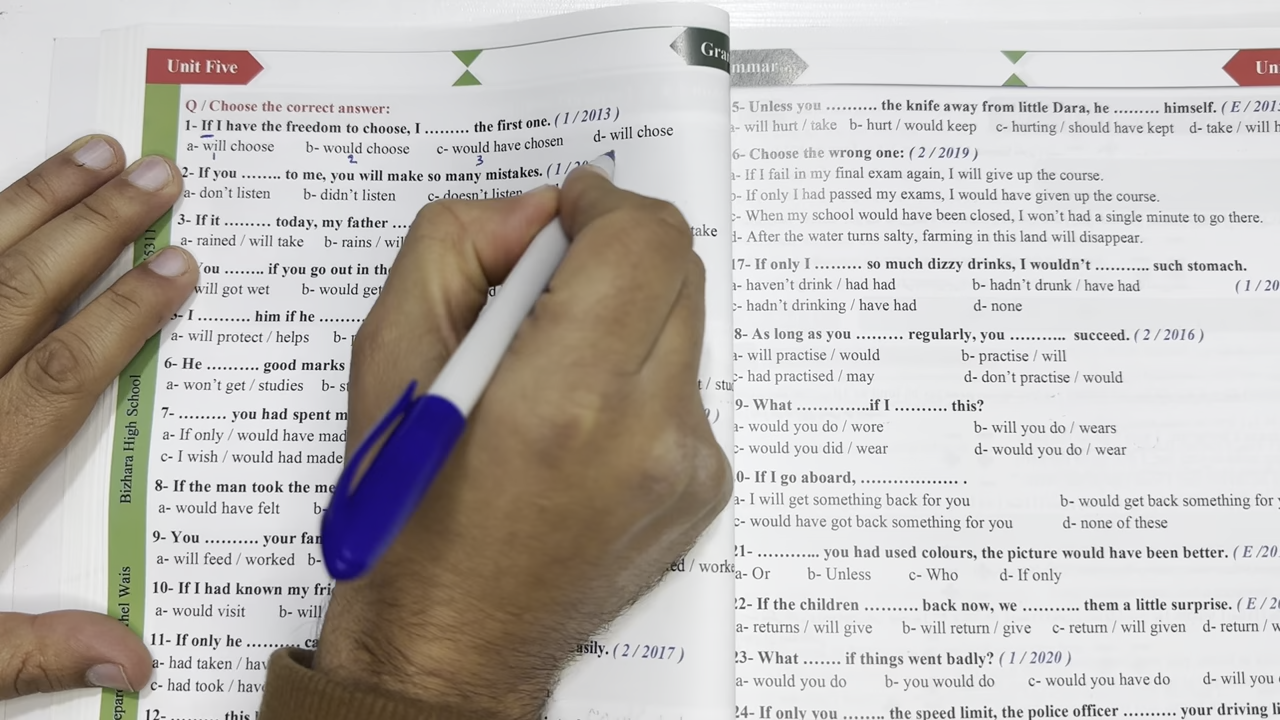 Unit Five
Gra
Q / Choose the correct answer:
1- If I have the freedom to choose, I ......... the first one. ( 1 / 2013 )
a- will choose b- would choose c- would have chosen d- will chose
1 2 3
2- If you ........ to me, you will make so many mistakes. ( 1 / 20
a- don't listen b- didn't listen c- doesn't listen
3- If it ......... today, my father
a- rained / will take b- rains / wil take
You ........ if you go out in the
will got wet b- would get
5- I .......... him if he
a- will protect / helps b-
6- He .......... good marks
a- won't get / studies b- st
7- ......... you had spent m
a- If only / would have mad
c- I wish / would had made
8- If the man took the me
a- would have felt b-
9- You .......... your fan
a- will feed / worked b- ed / worke
10- If I had known my fri
a- would visit b- will
11- If only he ......... ca asily. ( 2 / 2017 )
a- had taken / hav
c- had took / have
12- ......... this
5311
Bizhara High School
hel Wais
mmar
Un
5- Unless you .......... the knife away from little Dara, he ......... himself. ( E / 201
a- will hurt / take b- hurt / would keep c- hurting / should have kept d- take / will h
6- Choose the wrong one: ( 2 / 2019 )
a- If I fail in my final exam again, I will give up the course.
b- If only I had passed my exams, I would have given up the course.
c- When my school would have been closed, I won't had a single minute to go there.
d- After the water turns salty, farming in this land will disappear.
17- If only I ......... so much dizzy drinks, I wouldn't ........... such stomach.
a- haven't drink / had had b- hadn't drunk / have had ( 1 / 20
c- hadn't drinking / have had d- none
8- As long as you ......... regularly, you ........... succeed. ( 2 / 2016 )
a- will practise / would b- practise / will
c- had practised / may d- don't practise / would
9- What ..............if I .......... this?
a- would you do / wore b- will you do / wears
c- would you did / wear d- would you do / wear
0- If I go aboard, ................... .
a- I will get something back for you b- would get back something for y
c- would have got back something for you d- none of these
21- ............ you had used colours, the picture would have been better. ( E /20
a- Or b- Unless c- Who d- If only
22- If the children .......... back now, we ........... them a little surprise. ( E / 20
a- returns / will give b- will return / give c- return / will given d- return / w
23- What ....... if things went badly? ( 1 / 2020 )
a- would you do b- you would do c- would you have do d- will you
24- If only you ........ the speed limit, the police officer .......... your driving li